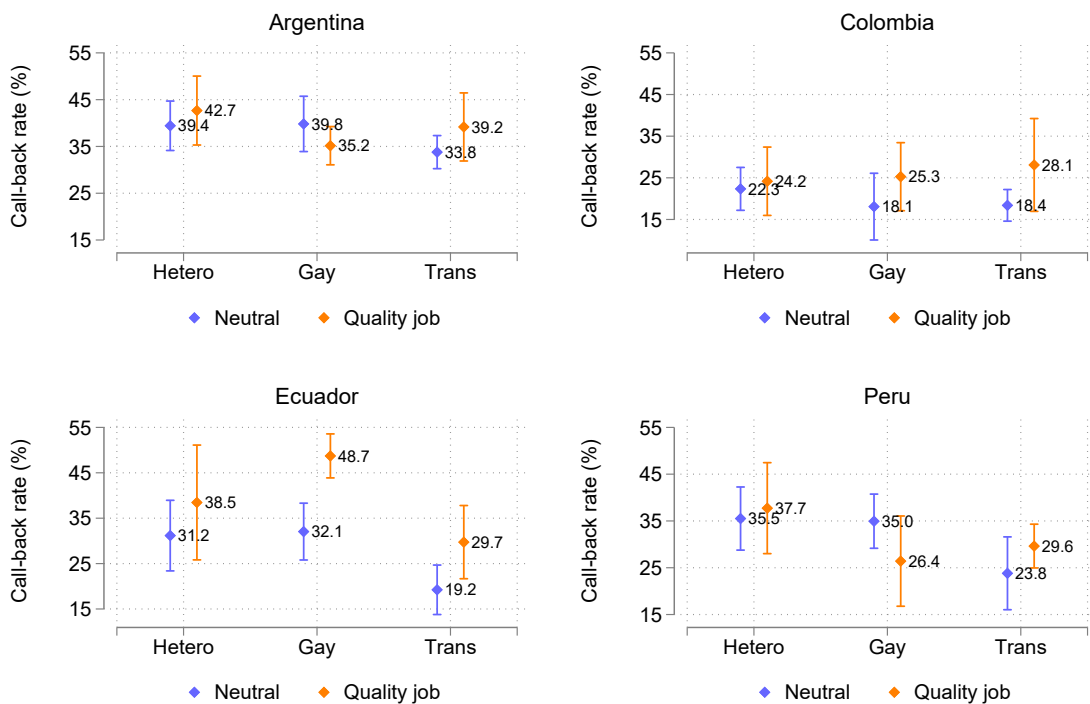 Argentina
Call-back rate (%)
55
45
35
25
15
39.4
42.7
39.8
35.2
33.8
39.2
Hetero
Gay
Trans
Neutral
Quality job
Colombia
Call-back rate (%)
55
45
35
25
15
22.3
24.2
18.1
25.3
18.4
28.1
Hetero
Gay
Trans
Neutral
Quality job
Ecuador
Call-back rate (%)
55
45
35
25
15
31.2
38.5
32.1
48.7
19.2
29.7
Hetero
Gay
Trans
Neutral
Quality job
Peru
Call-back rate (%)
55
45
35
25
15
35.5
37.7
35.0
26.4
23.8
29.6
Hetero
Gay
Trans
Neutral
Quality job